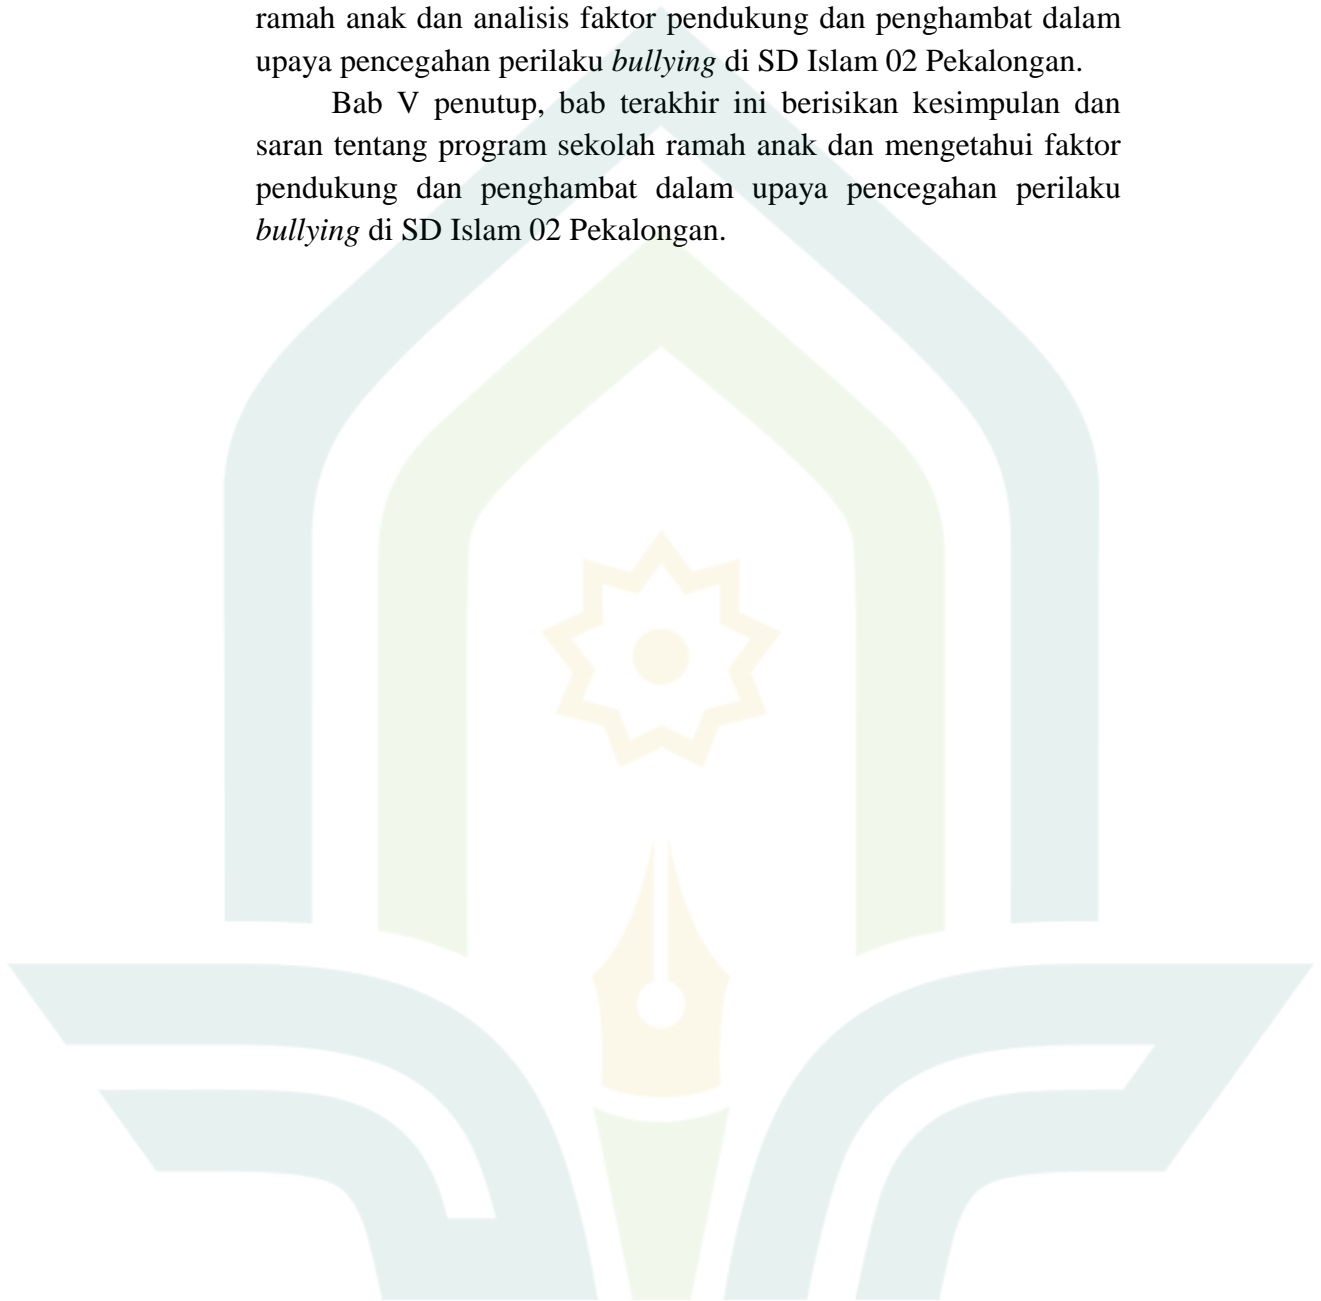 ramah anak dan analisis faktor pendukung dan penghambat dalam
upaya pencegahan perilaku bullying di SD Islam 02 Pekalongan.
Bab V penutup, bab terakhir ini berisikan kesimpulan dan
saran tentang program sekolah ramah anak dan mengetahui faktor
pendukung dan penghambat dalam upaya pencegahan perilaku
bullying di SD Islam 02 Pekalongan.